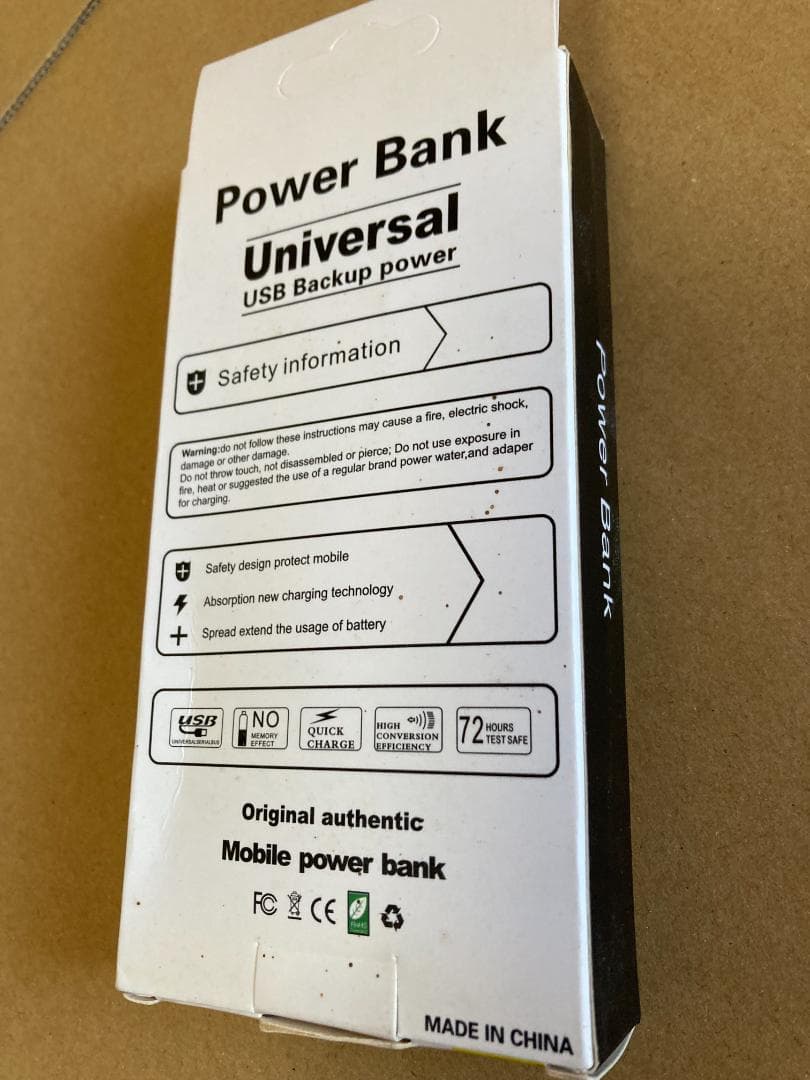 Power Bank
Universal
USB Backup power
Safety information
Warning:do not follow these instructions may cause a fire, electric shock,
damage or other damage.
Do not throw touch, not disassembled or pierce; Do not use exposure in
fire, heat or suggested the use of a regular brand power water,and adaper
for charging.
Safety design protect mobile
Absorption new charging technology
Spread extend the usage of battery
USB
UNIVERSALSERIALBUS
NO
MEMORY
EFFECT
QUICK
CHARGE
HIGH
CONVERSION
EFFICIENCY
72 HOURS
TEST SAFE
Original authentic
Mobile power bank
FC CE RoHS
MADE IN CHINA
Power Bank